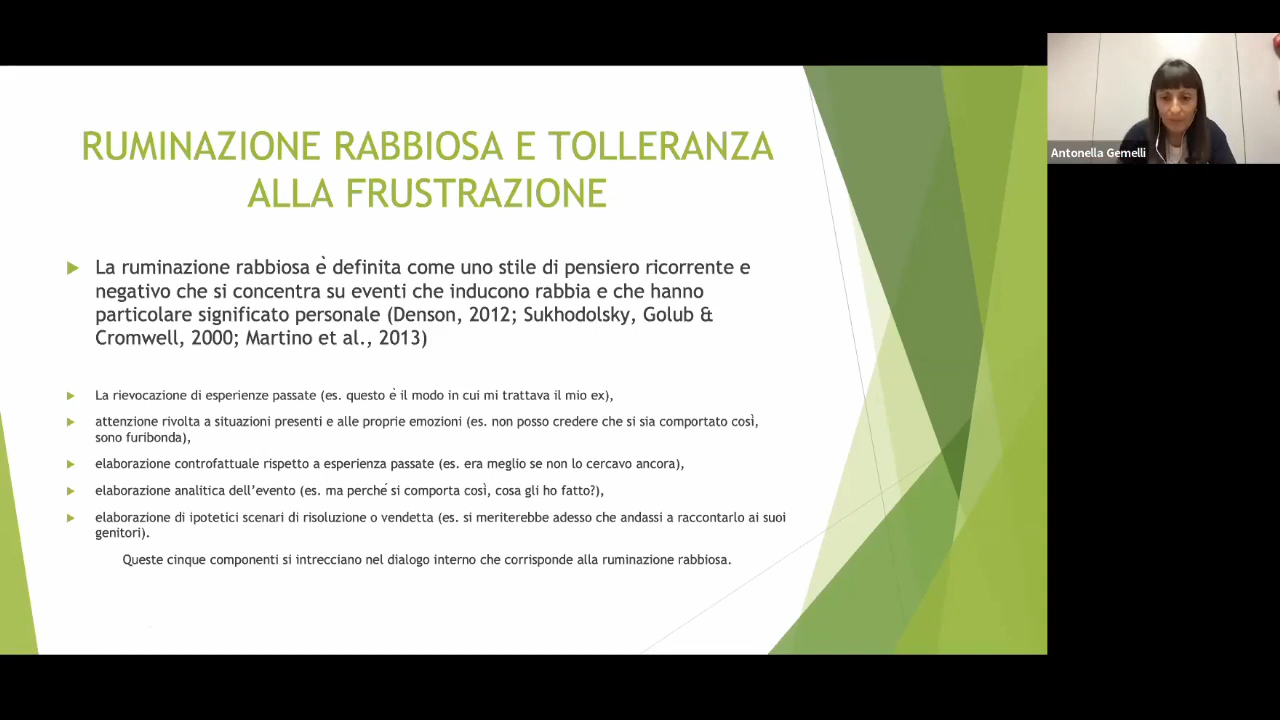 RUMINAZIONE RABBIOSA E TOLLERANZA
ALLA FRUSTRAZIONE
La ruminazione rabbiosa è definita come uno stile di pensiero ricorrente e
negativo che si concentra su eventi che inducono rabbia e che hanno
particolare significato personale (Denson, 2012; Sukhodolsky, Golub &
Cromwell, 2000; Martino et al., 2013)
La rievocazione di esperienze passate (es. questo è il modo in cui mi trattava il mio ex),
attenzione rivolta a situazioni presenti e alle proprie emozioni (es. non posso credere che si sia comportato così,
sono furibonda),
elaborazione controfattuale rispetto a esperienza passate (es. era meglio se non lo cercavo ancora),
elaborazione analitica dell'evento (es. ma perché si comporta così, cosa gli ho fatto?),
elaborazione di ipotetici scenari di risoluzione o vendetta (es. si meriterebbe adesso che andassi a raccontarlo ai suoi
genitori).
Queste cinque componenti si intrecciano nel dialogo interno che corrisponde alla ruminazione rabbiosa.
Antonella Gemelli